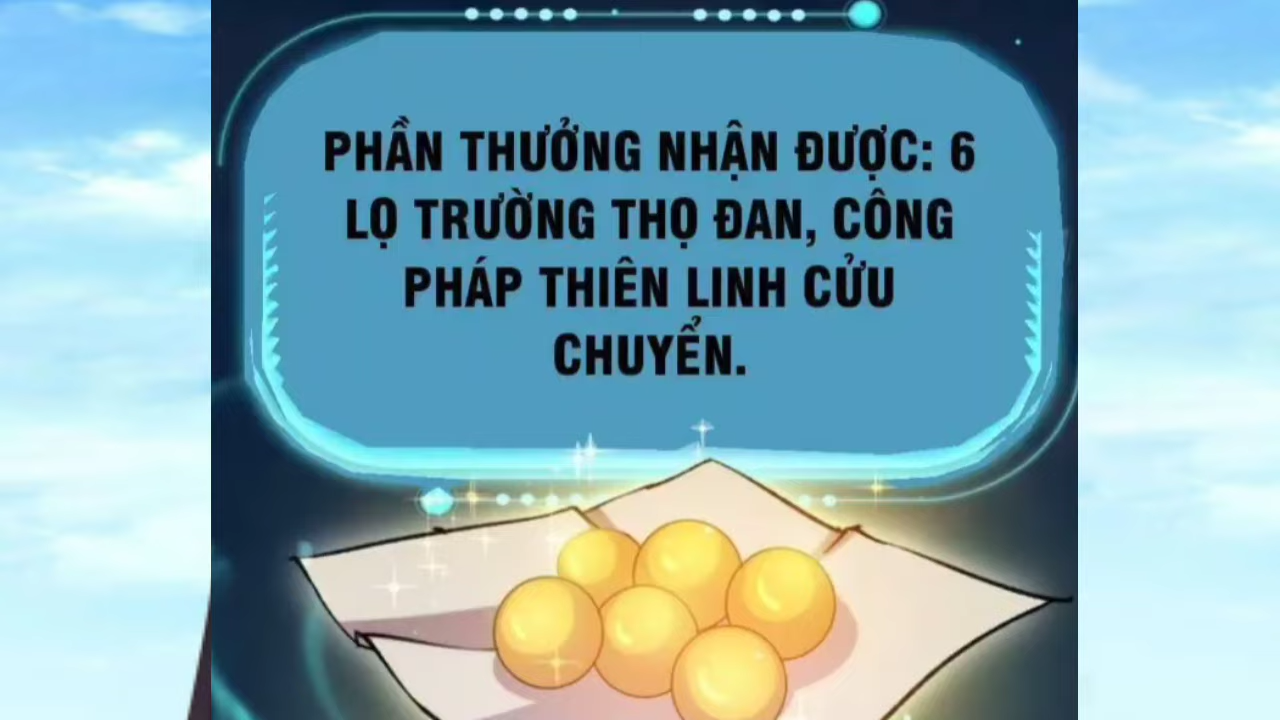 PHẦN THƯỞNG NHẬN ĐƯỢC: 6
LỌ TRƯỜNG THỌ ĐAN, CÔNG
PHÁP THIÊN LINH CỬU
CHUYỂN.